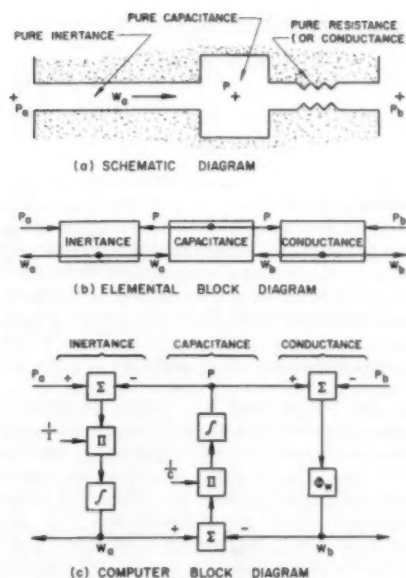 PURE INERTANCE
PURE CAPACITANCE
PURE RESISTANCE
(OR CONDUCTANCE
Pa
Wa
P
Pb
(a) SCHEMATIC DIAGRAM
Pa P P Pb
INERTANCE CAPACITANCE CONDUCTANCE
Wa Wa Wb Wb
(b) ELEMENTAL BLOCK DIAGRAM
INERTANCE CAPACITANCE CONDUCTANCE
Pa + Σ - P + Σ - Pb
1/I Π ∫
∫ 1/C Π Φw
Wa + Σ - Wb
(c) COMPUTER BLOCK DIAGRAM